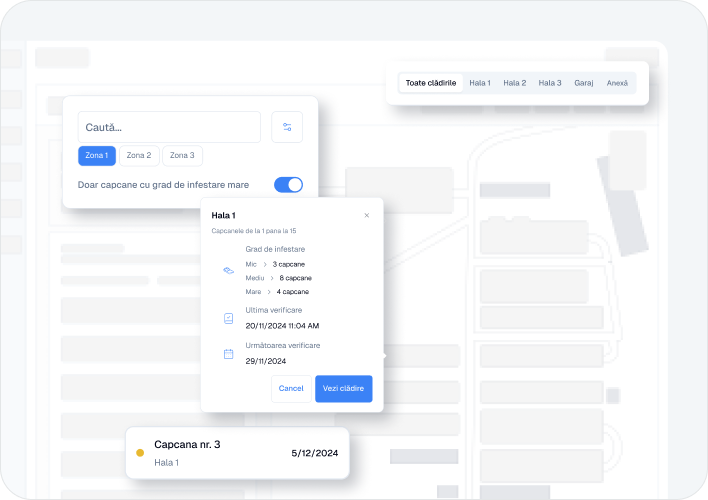 Toate clădirile Hala 1 Hala 2 Hala 3 Garaj Anexă
Caută...
Zona 1 Zona 2 Zona 3
Doar capcane cu grad de infestare mare
Hala 1 ×
Capcanele de la 1 pana la 15
Grad de infestare
Mic > 3 capcane
Mediu > 8 capcane
Mare > 4 capcane
Ultima verificare
20/11/2024 11:04 AM
Următoarea verificare
29/11/2024
Cancel Vezi clădire
Capcana nr. 3
Hala 1
5/12/2024